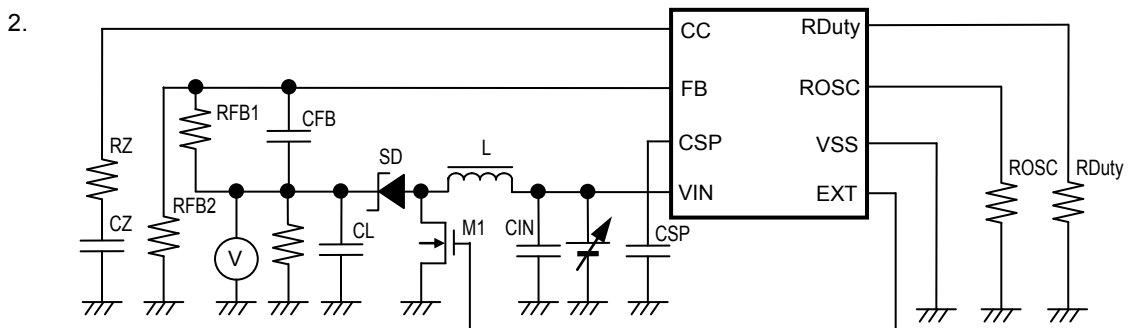 2.
CC
RDuty
FB
ROSC
CSP
VSS
VIN
EXT
RFB1
CFB
RZ
L
SD
ROSC
RDuty
RFB2
CZ
V
CL
M1
CIN
CSP